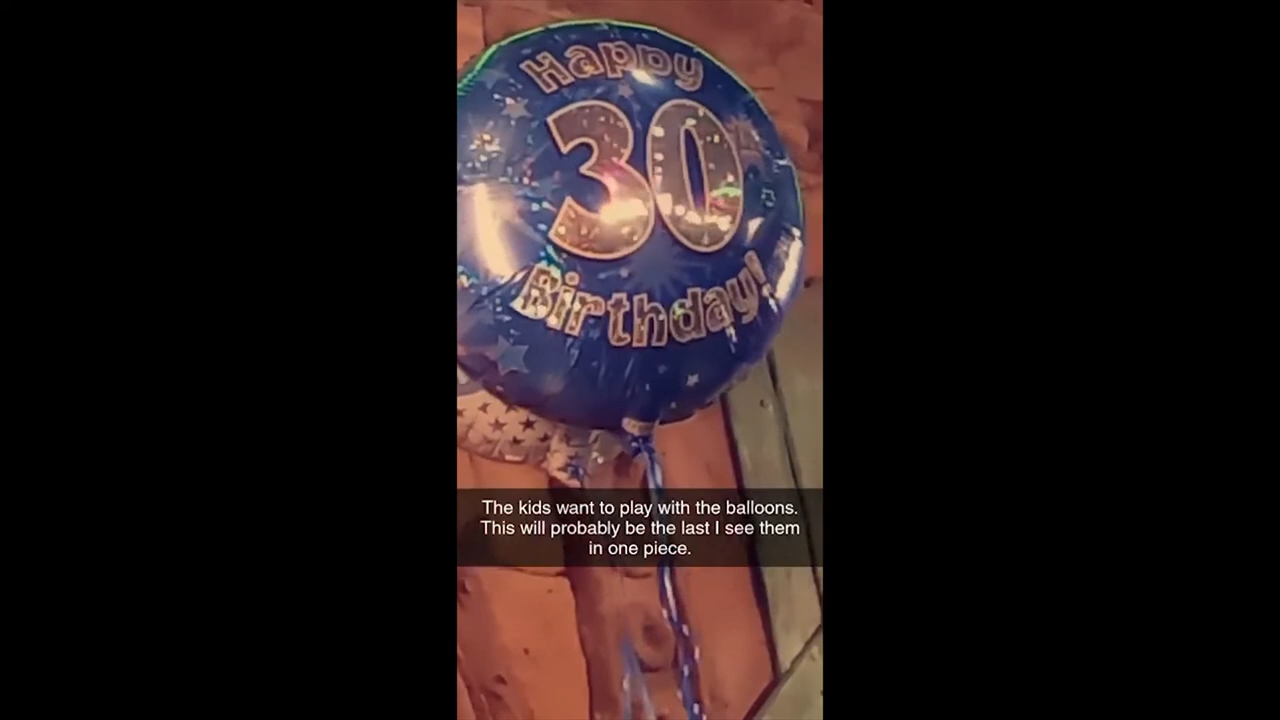 Happy
30
Birthday!
The kids want to play with the balloons.
This will probably be the last I see them
in one piece.